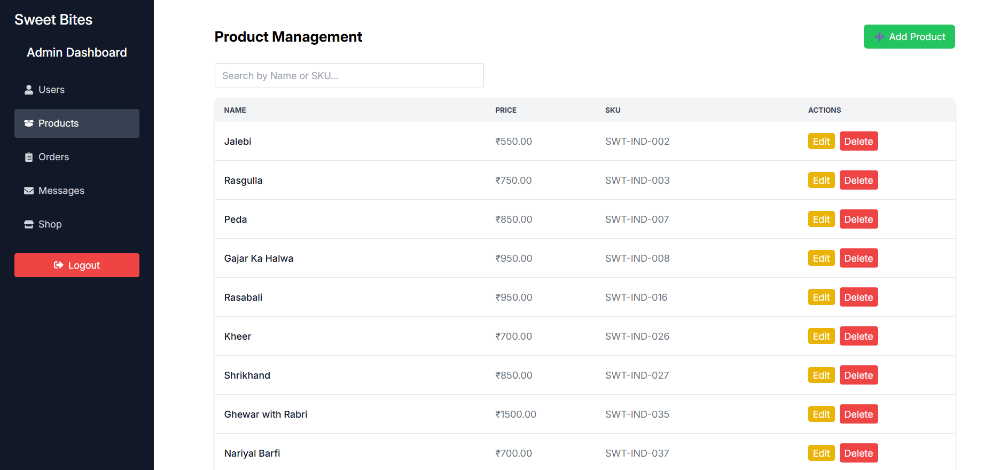 Sweet Bites
Admin Dashboard
Users
Products
Orders
Messages
Shop
Logout
Product Management
Add Product
Search by Name or SKU...
NAME PRICE SKU ACTIONS
Jalebi ₹550.00 SWT-IND-002 Edit Delete
Rasgulla ₹750.00 SWT-IND-003 Edit Delete
Peda ₹850.00 SWT-IND-007 Edit Delete
Gajar Ka Halwa ₹950.00 SWT-IND-008 Edit Delete
Rasabali ₹950.00 SWT-IND-016 Edit Delete
Kheer ₹700.00 SWT-IND-026 Edit Delete
Shrikhand ₹850.00 SWT-IND-027 Edit Delete
Ghewar with Rabri ₹1500.00 SWT-IND-035 Edit Delete
Nariyal Barfi ₹700.00 SWT-IND-037 Edit Delete